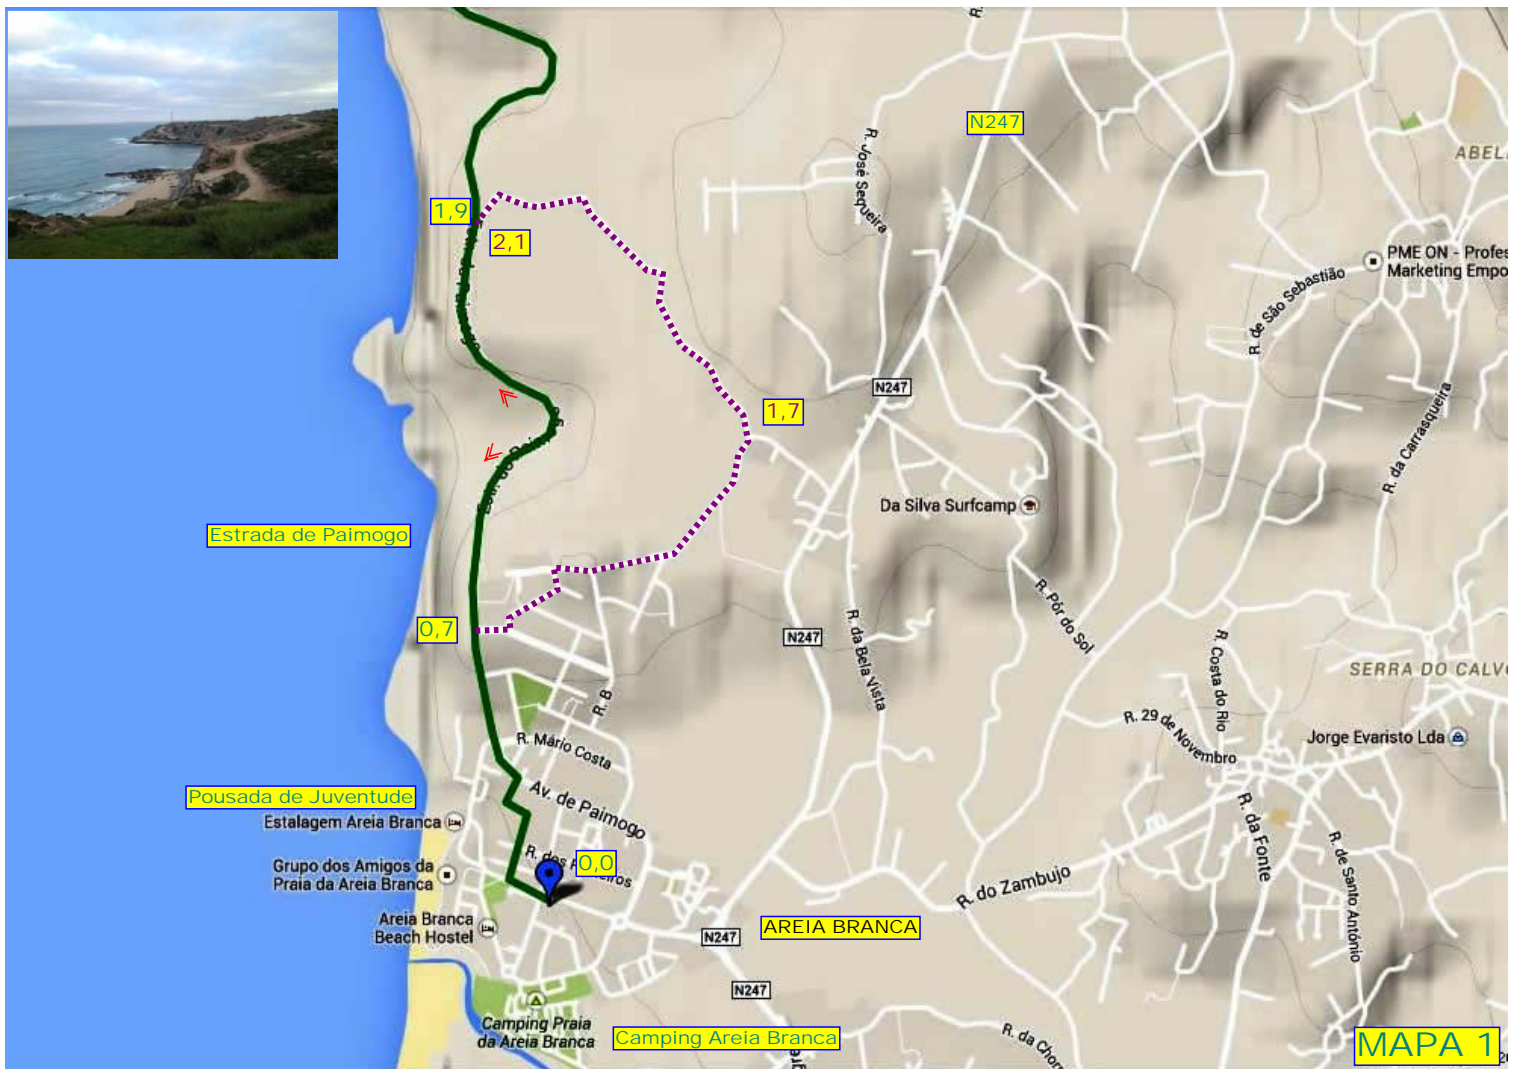 N247
R. José Sequeira
ABEL
1,9
2,1
PME ON - Profes
Marketing Empo
R. de São Sebastião
N247
1,7
R. da Carrasqueira
Da Silva Surfcamp
Estrada de Paimogo
R. Pôr do Sol
0,7
N247
R. da Bela Vista
R. Costa do Rio
SERRA DO CALV
R. B
R. 29 de Novembro
R. Mário Costa
Jorge Evaristo Lda
Av. de Paimogo
Pousada de Juventude
Estalagem Areia Branca
R. da Fonte
R. de Santo António
0,0
Grupo dos Amigos da
Praia da Areia Branca
R. do Zambujo
Areia Branca
Beach Hostel
N247
AREIA BRANCA
N247
Camping Praia
da Areia Branca
Camping Areia Branca
R. da Chor
MAPA 1